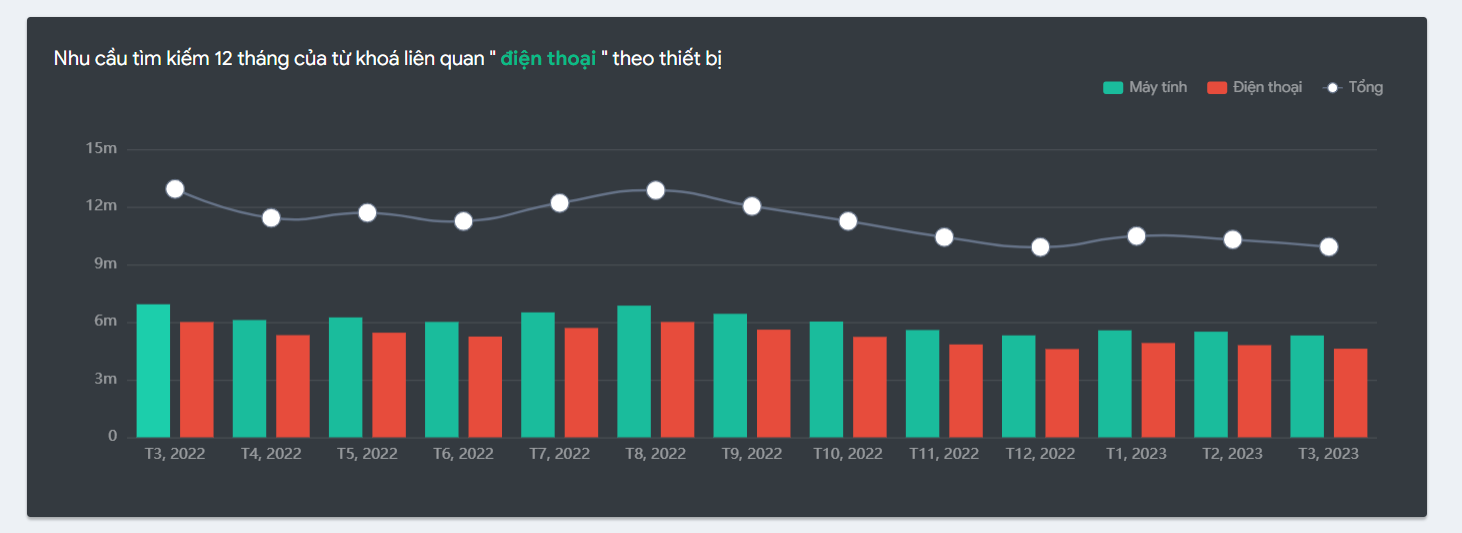 Nhu cầu tìm kiếm 12 tháng của từ khoá liên quan " điện thoại " theo thiết bị
Máy tính Điện thoại Tổng
15m
12m
9m
6m
3m
0
T3, 2022 T4, 2022 T5, 2022 T6, 2022 T7, 2022 T8, 2022 T9, 2022 T10, 2022 T11, 2022 T12, 2022 T1, 2023 T2, 2023 T3, 2023